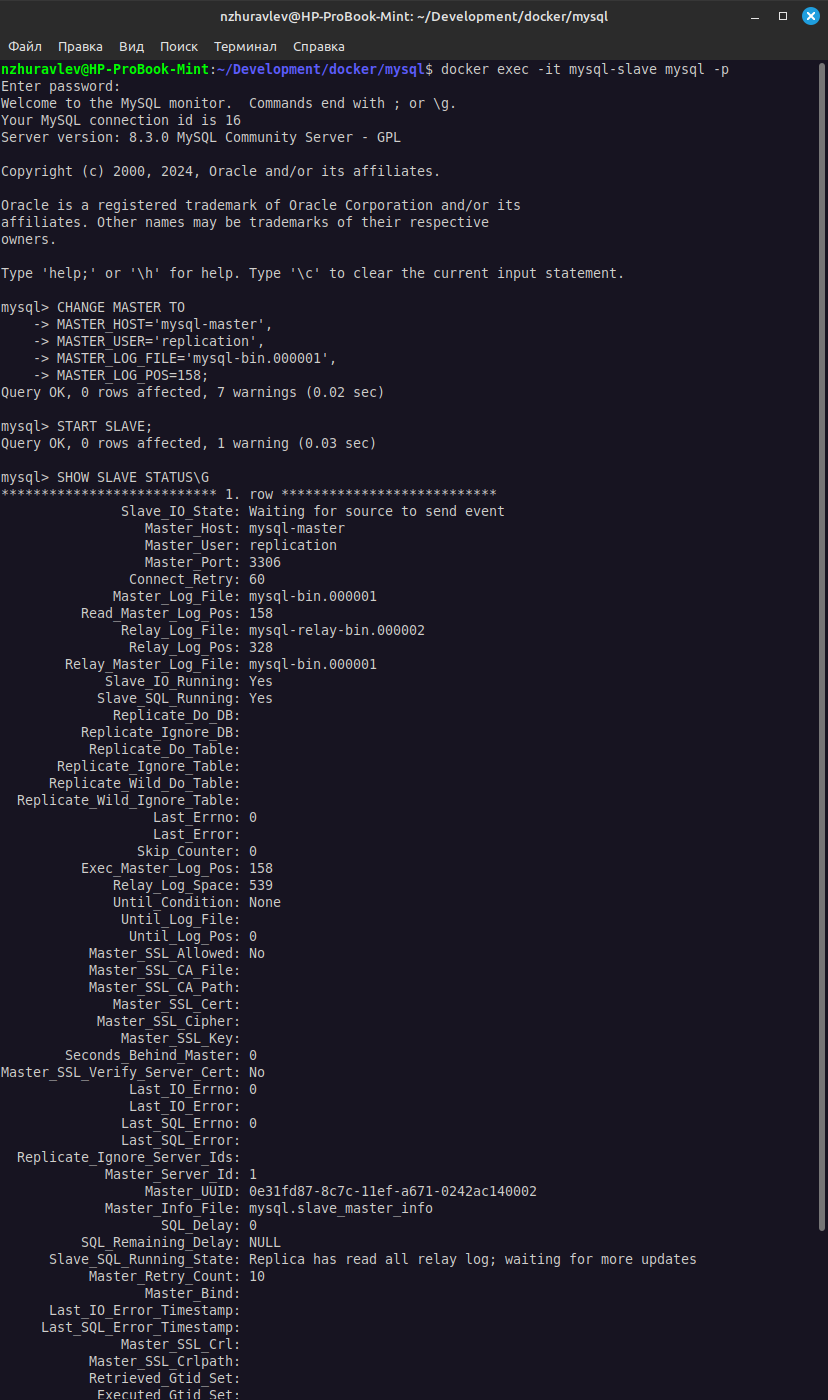 nzhuravlev@HP-ProBook-Mint: ~/Development/docker/mysql
Файл Правка Вид Поиск Терминал Справка
nzhuravlev@HP-ProBook-Mint:~/Development/docker/mysql$ docker exec -it mysql-slave mysql -p
Enter password:
Welcome to the MySQL monitor.  Commands end with ; or \g.
Your MySQL connection id is 16
Server version: 8.3.0 MySQL Community Server - GPL

Copyright (c) 2000, 2024, Oracle and/or its affiliates.

Oracle is a registered trademark of Oracle Corporation and/or its
affiliates. Other names may be trademarks of their respective
owners.

Type 'help;' or '\h' for help. Type '\c' to clear the current input statement.

mysql> CHANGE MASTER TO
    -> MASTER_HOST='mysql-master',
    -> MASTER_USER='replication',
    -> MASTER_LOG_FILE='mysql-bin.000001',
    -> MASTER_LOG_POS=158;
Query OK, 0 rows affected, 7 warnings (0.02 sec)

mysql> START SLAVE;
Query OK, 0 rows affected, 1 warning (0.03 sec)

mysql> SHOW SLAVE STATUS\G
*************************** 1. row ***************************
               Slave_IO_State: Waiting for source to send event
                  Master_Host: mysql-master
                  Master_User: replication
                  Master_Port: 3306
                Connect_Retry: 60
              Master_Log_File: mysql-bin.000001
          Read_Master_Log_Pos: 158
               Relay_Log_File: mysql-relay-bin.000002
                Relay_Log_Pos: 328
        Relay_Master_Log_File: mysql-bin.000001
             Slave_IO_Running: Yes
            Slave_SQL_Running: Yes
              Replicate_Do_DB:
          Replicate_Ignore_DB:
           Replicate_Do_Table:
       Replicate_Ignore_Table:
      Replicate_Wild_Do_Table:
  Replicate_Wild_Ignore_Table:
                   Last_Errno: 0
                   Last_Error:
                 Skip_Counter: 0
          Exec_Master_Log_Pos: 158
              Relay_Log_Space: 539
              Until_Condition: None
               Until_Log_File:
                Until_Log_Pos: 0
           Master_SSL_Allowed: No
           Master_SSL_CA_File:
           Master_SSL_CA_Path:
              Master_SSL_Cert:
            Master_SSL_Cipher:
               Master_SSL_Key:
        Seconds_Behind_Master: 0
Master_SSL_Verify_Server_Cert: No
                Last_IO_Errno: 0
                Last_IO_Error:
               Last_SQL_Errno: 0
               Last_SQL_Error:
  Replicate_Ignore_Server_Ids:
             Master_Server_Id: 1
                  Master_UUID: 0e31fd87-8c7c-11ef-a671-0242ac140002
             Master_Info_File: mysql.slave_master_info
                    SQL_Delay: 0
          SQL_Remaining_Delay: NULL
      Slave_SQL_Running_State: Replica has read all relay log; waiting for more updates
           Master_Retry_Count: 10
                  Master_Bind:
      Last_IO_Error_Timestamp:
     Last_SQL_Error_Timestamp:
               Master_SSL_Crl:
           Master_SSL_Crlpath:
           Retrieved_Gtid_Set:
            Executed_Gtid_Set: